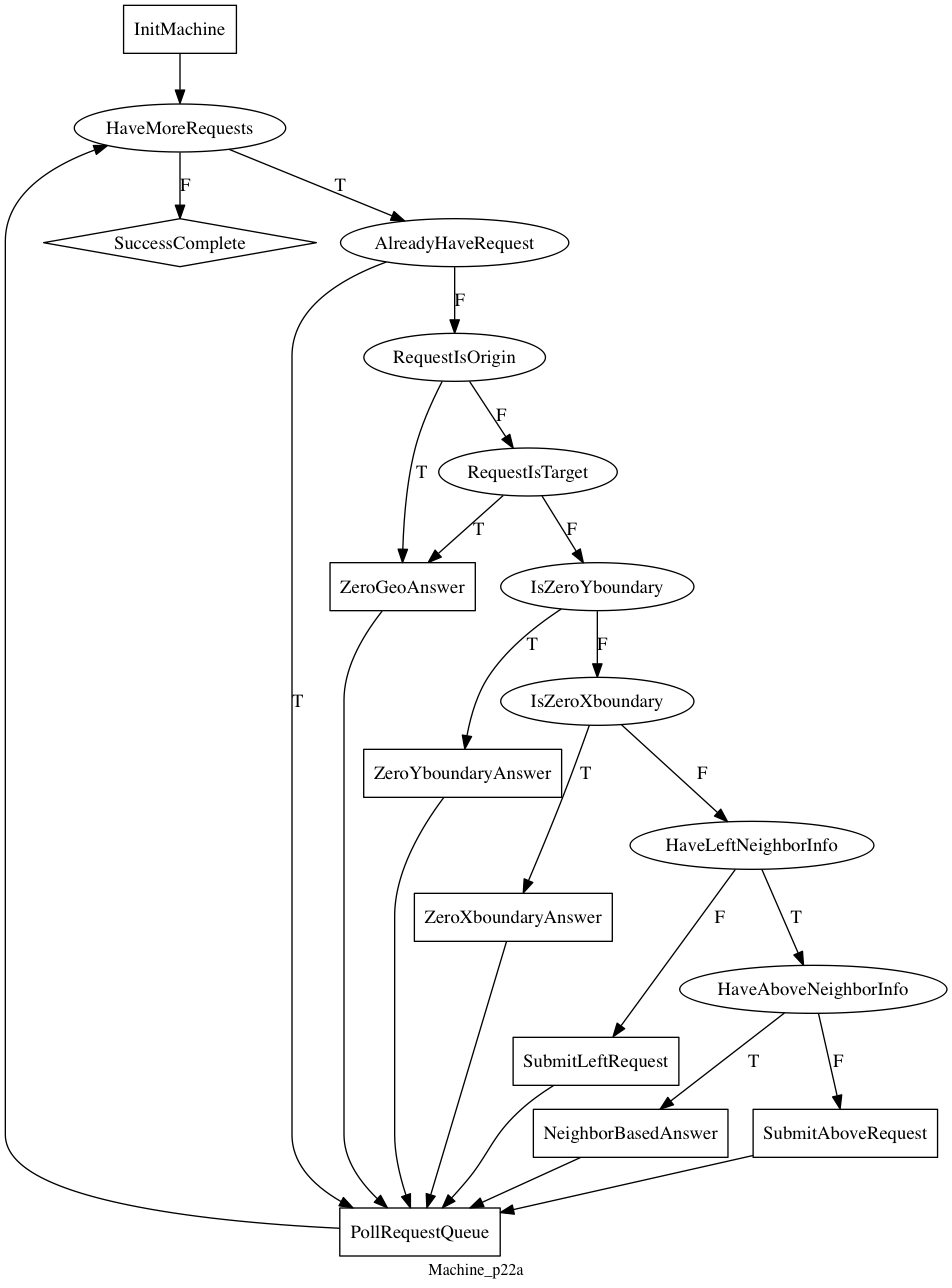 InitMachine
HaveMoreRequests
F
T
SuccessComplete
AlreadyHaveRequest
F
RequestIsOrigin
F
T
RequestIsTarget
T
F
ZeroGeoAnswer
IsZeroYboundary
T
F
T
IsZeroXboundary
ZeroYboundaryAnswer
T
F
HaveLeftNeighborInfo
ZeroXboundaryAnswer
F
T
HaveAboveNeighborInfo
SubmitLeftRequest
T
F
NeighborBasedAnswer
SubmitAboveRequest
PollRequestQueue
Machine_p22a